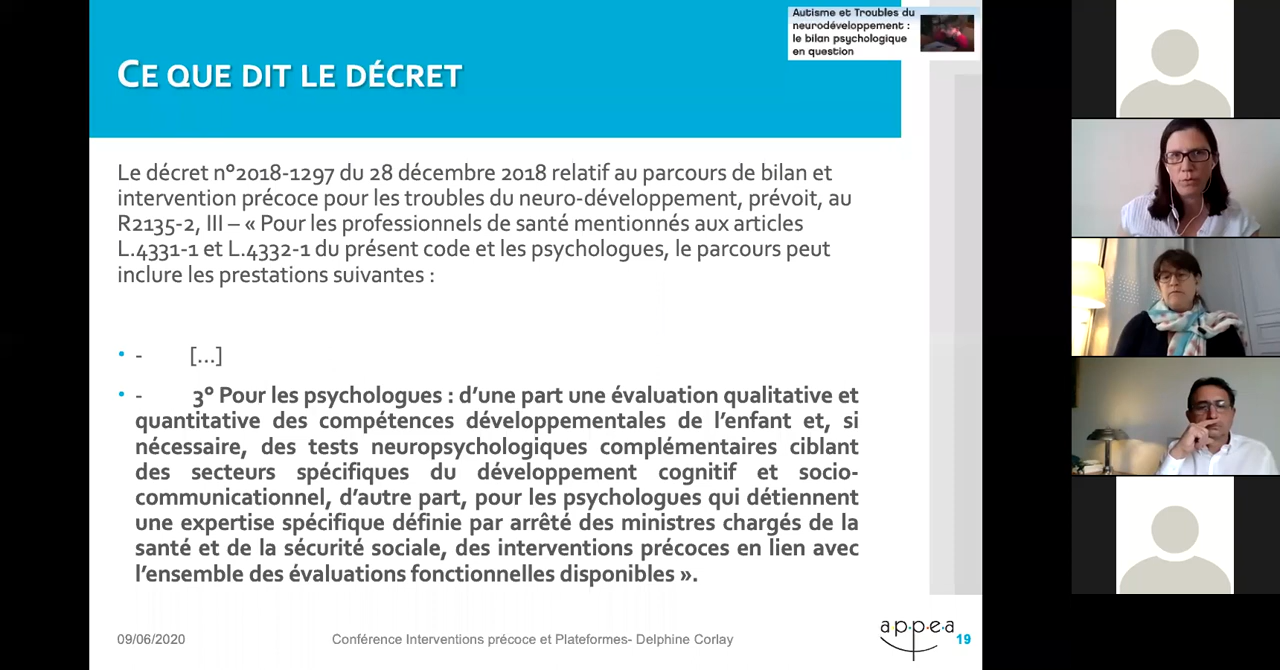 Autisme et Troubles du
neurodéveloppement :
le bilan psychologique
en question
CE QUE DIT LE DÉCRET
Le décret n°2018-1297 du 28 décembre 2018 relatif au parcours de bilan et
intervention précoce pour les troubles du neuro-développement, prévoit, au
R2135-2, III – « Pour les professionnels de santé mentionnés aux articles
L.4331-1 et L.4332-1 du présent code et les psychologues, le parcours peut
inclure les prestations suivantes :
• - [...]
• - 3° Pour les psychologues : d’une part une évaluation qualitative et
quantitative des compétences développementales de l’enfant et, si
nécessaire, des tests neuropsychologiques complémentaires ciblant
des secteurs spécifiques du développement cognitif et socio-
communicationnel, d’autre part, pour les psychologues qui détiennent
une expertise spécifique définie par arrêté des ministres chargés de la
santé et de la sécurité sociale, des interventions précoces en lien avec
l’ensemble des évaluations fonctionnelles disponibles ».
09/06/2020
Conférence Interventions précoce et Plateformes- Delphine Corlay
a.p.p.e.a
19